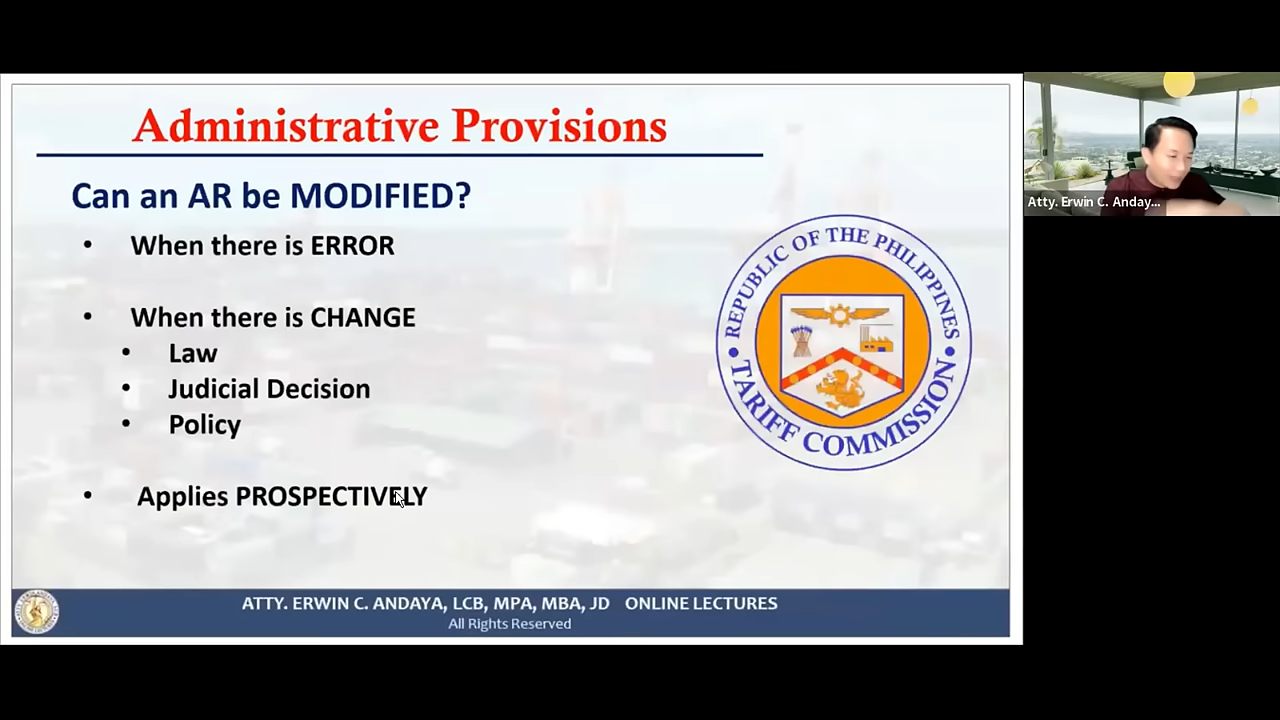 Administrative Provisions
Can an AR be MODIFIED?
• When there is ERROR
• When there is CHANGE
• Law
• Judicial Decision
• Policy
• Applies PROSPECTIVELY
REPUBLIC OF THE PHILIPPINES
• TARIFF COMMISSION •
ATTY. ERWIN C. ANDAYA, LCB, MPA, MBA, JD ONLINE LECTURES
All Rights Reserved
Atty. Erwin C. Anday...